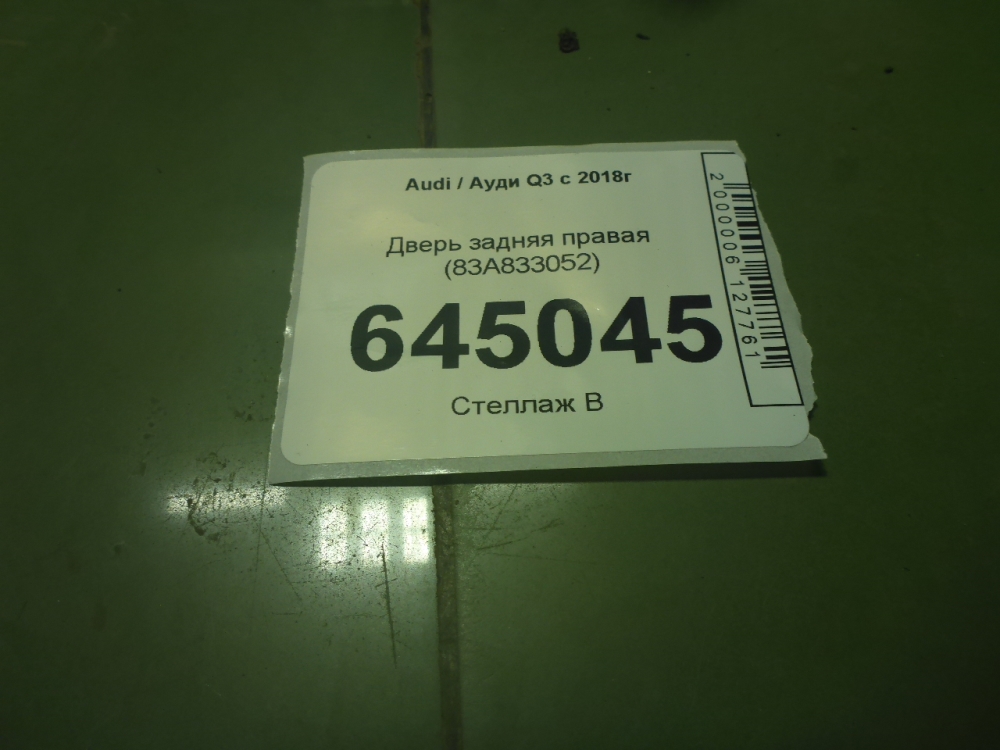 Audi / Ауди Q3 с 2018г
Дверь задняя правая
(83A833052)
645045
Стеллаж В
2000006127761